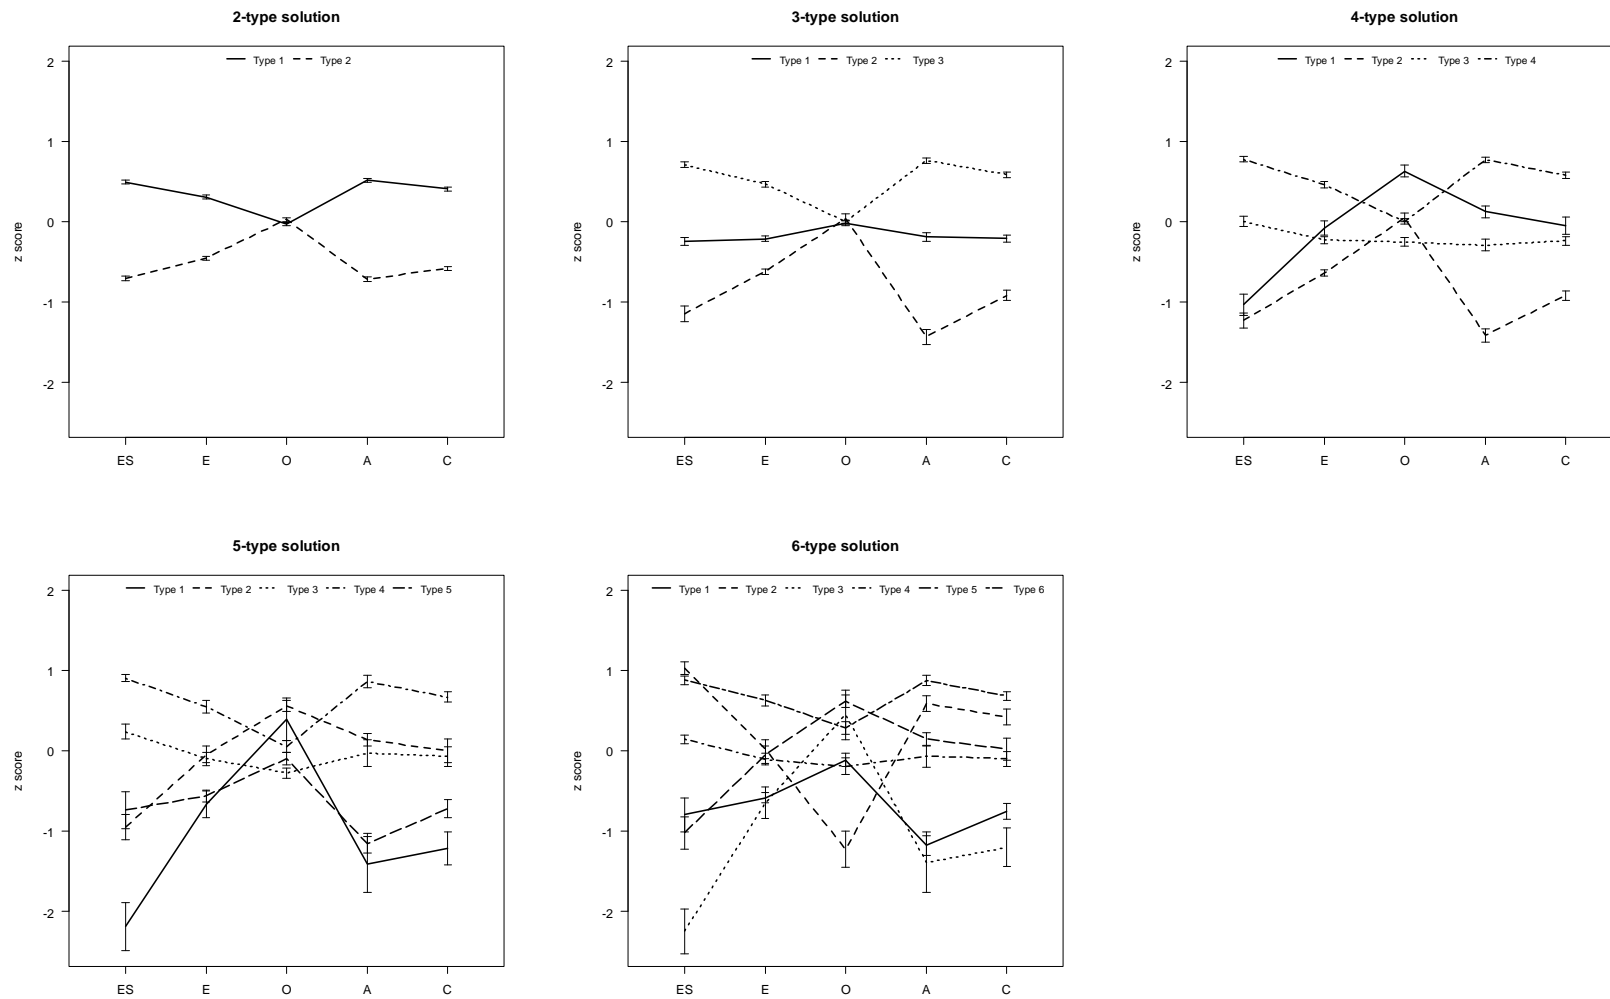 2-type solution
Type 1 Type 2
z score
2
1
0
-1
-2
ES E O A C
3-type solution
Type 1 Type 2 Type 3
z score
2
1
0
-1
-2
ES E O A C
4-type solution
Type 1 Type 2 Type 3 Type 4
z score
2
1
0
-1
-2
ES E O A C
5-type solution
Type 1 Type 2 Type 3 Type 4 Type 5
z score
2
1
0
-1
-2
ES E O A C
6-type solution
Type 1 Type 2 Type 3 Type 4 Type 5 Type 6
z score
2
1
0
-1
-2
ES E O A C